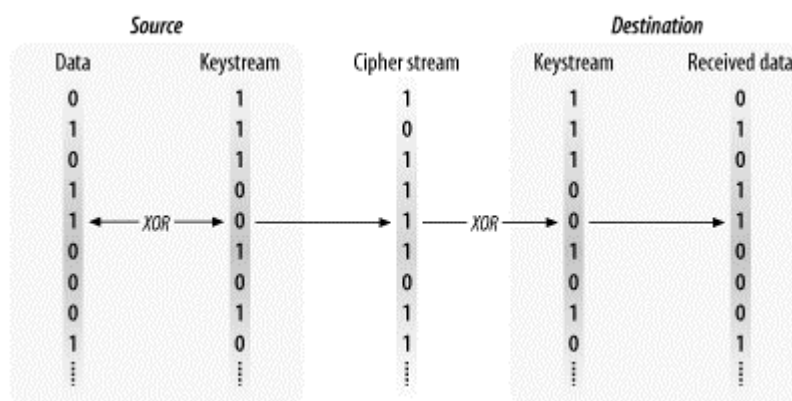 Source Destination
Data Keystream Cipher stream Keystream Received data
0 1 1 1 0
1 1 0 1 1
0 1 1 1 0
1 0 1 0 1
1 XOR 0 1 XOR 0 1
0 1 1 1 0
0 0 0 0 0
0 1 1 1 0
1 0 1 0 1